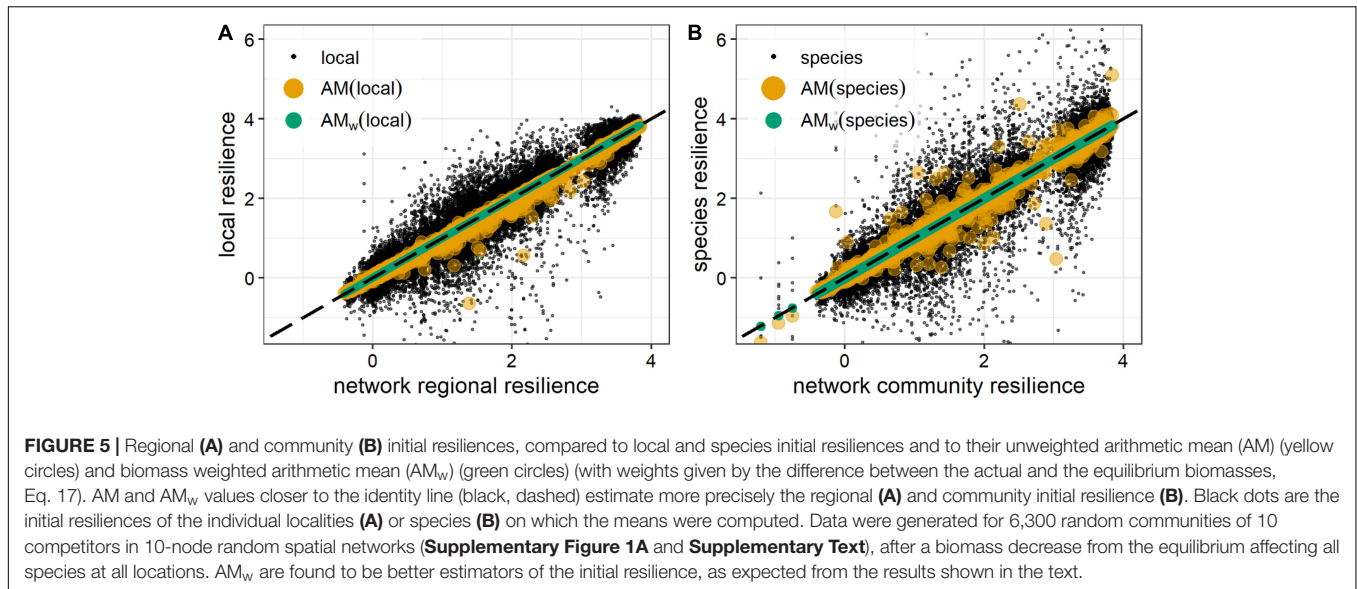 A
B
6
4
2
0
local
AM(local)
AMw(local)
local resilience
0 2 4
network regional resilience
6
4
2
0
species
AM(species)
AMw(species)
species resilience
0 2 4
network community resilience
FIGURE 5 | Regional (A) and community (B) initial resiliences, compared to local and species initial resiliences and to their unweighted arithmetic mean (AM) (yellow
circles) and biomass weighted arithmetic mean (AMw) (green circles) (with weights given by the difference between the actual and the equilibrium biomasses,
Eq. 17). AM and AMw values closer to the identity line (black, dashed) estimate more precisely the regional (A) and community initial resilience (B). Black dots are the
initial resiliences of the individual localities (A) or species (B) on which the means were computed. Data were generated for 6,300 random communities of 10
competitors in 10-node random spatial networks (Supplementary Figure 1A and Supplementary Text), after a biomass decrease from the equilibrium affecting all
species at all locations. AMw are found to be better estimators of the initial resilience, as expected from the results shown in the text.